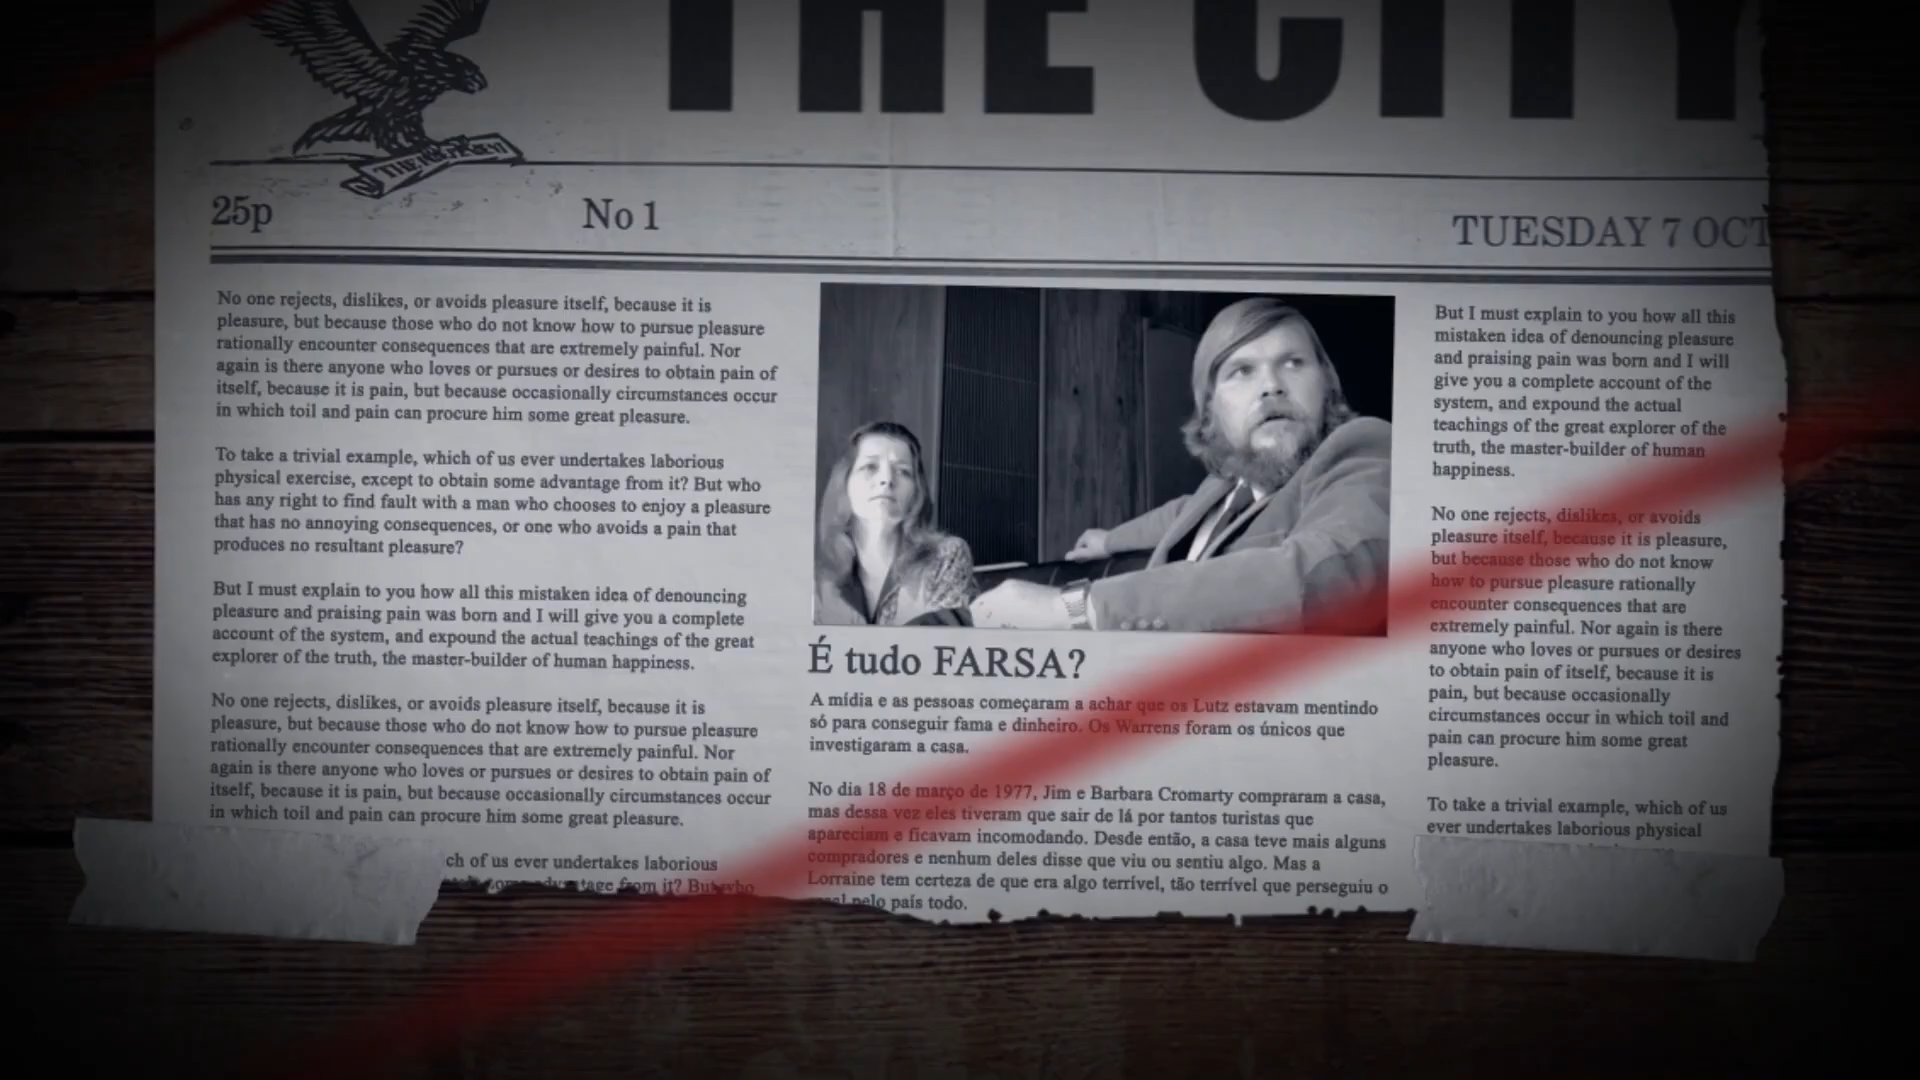 THE CITY
25p
No 1
TUESDAY 7 OCT
No one rejects, dislikes, or avoids pleasure itself, because it is
pleasure, but because those who do not know how to pursue pleasure
rationally encounter consequences that are extremely painful. Nor
again is there anyone who loves or pursues or desires to obtain pain of
itself, because it is pain, but because occasionally circumstances occur
in which toil and pain can procure him some great pleasure.
To take a trivial example, which of us ever undertakes laborious
physical exercise, except to obtain some advantage from it? But who
has any right to find fault with a man who chooses to enjoy a pleasure
that has no annoying consequences, or one who avoids a pain that
produces no resultant pleasure?
But I must explain to you how all this mistaken idea of denouncing
pleasure and praising pain was born and I will give you a complete
account of the system, and expound the actual teachings of the great
explorer of the truth, the master-builder of human happiness.
No one rejects, dislikes, or avoids pleasure itself, because it is
pleasure, but because those who do not know how to pursue pleasure
rationally encounter consequences that are extremely painful. Nor
again is there anyone who loves or pursues or desires to obtain pain of
itself, because it is pain, but because occasionally circumstances occur
in which toil and pain can procure him some great pleasure.
ch of us ever undertakes laborious
from it? But who
É tudo FARSA?
A mídia e as pessoas começaram a achar que os Lutz estavam mentindo
só para conseguir fama e dinheiro. Os Warrens foram os únicos que
investigaram a casa.
No dia 18 de março de 1977, Jim e Barbara Cromarty compraram a casa,
mas dessa vez eles tiveram que sair de lá por tantos turistas que
apareciam e ficavam incomodando. Desde então, a casa teve mais alguns
compradores e nenhum deles disse que viu ou sentiu algo. Mas a
Lorraine tem certeza de que era algo terrível, tão terrível que perseguiu o
pelo país todo.
But I must explain to you how all this
mistaken idea of denouncing pleasure
and praising pain was born and I will
give you a complete account of the
system, and expound the actual
teachings of the great explorer of the
truth, the master-builder of human
happiness.
No one rejects, dislikes, or avoids
pleasure itself, because it is pleasure,
but because those who do not know
how to pursue pleasure rationally
encounter consequences that are
extremely painful. Nor again is there
anyone who loves or pursues or desires
to obtain pain of itself, because it is
pain, but because occasionally
circumstances occur in which toil and
pain can procure him some great
pleasure.
To take a trivial example, which of us
ever undertakes laborious physical